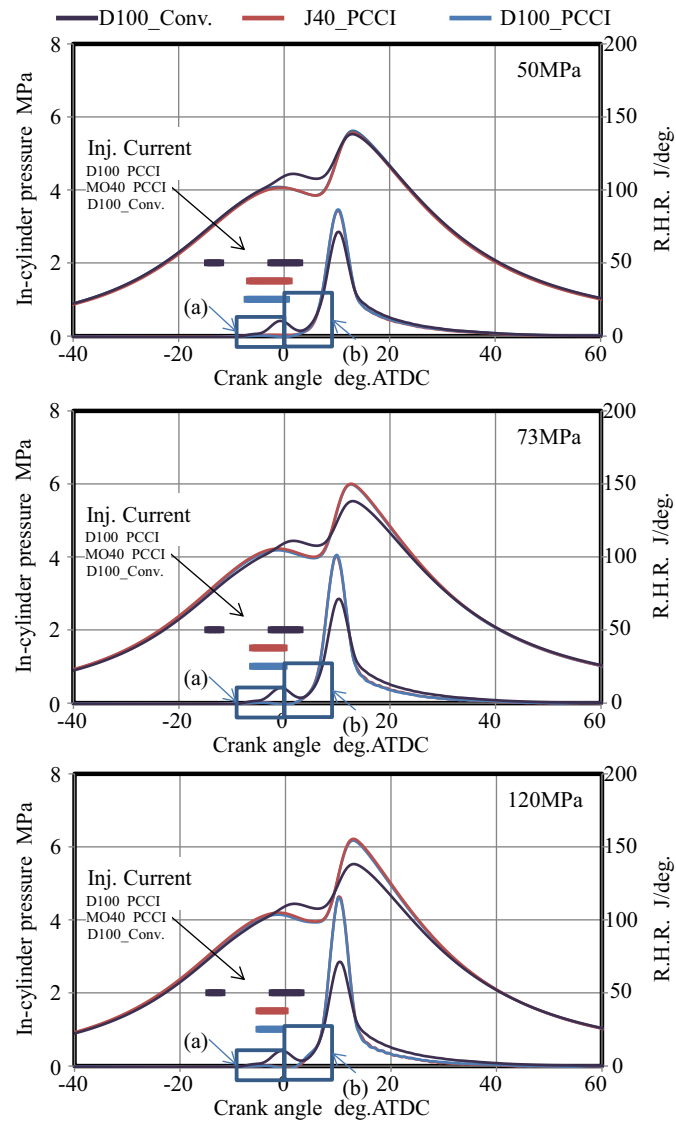 D100_Conv. J40_PCCI D100_PCCI
8 200
50MPa
6 150
Inj. Current
D100 PCCI
MO40 PCCI
D100_Conv.
4 100
2 50
(a)
(b)
0 0
-40 -20 0 20 40 60
Crank angle deg.ATDC
In-cylinder pressure MPa
R.H.R. J/deg.
8 200
73MPa
6 150
Inj. Current
D100 PCCI
MO40 PCCI
D100_Conv.
4 100
2 50
(a)
(b)
0 0
-40 -20 0 20 40 60
Crank angle deg.ATDC
In-cylinder pressure MPa
R.H.R. J/deg.
8 200
120MPa
6 150
Inj. Current
D100 PCCI
MO40 PCCI
D100_Conv.
4 100
2 50
(a)
(b)
0 0
-40 -20 0 20 40 60
Crank angle deg.ATDC
In-cylinder pressure MPa
R.H.R. J/deg.